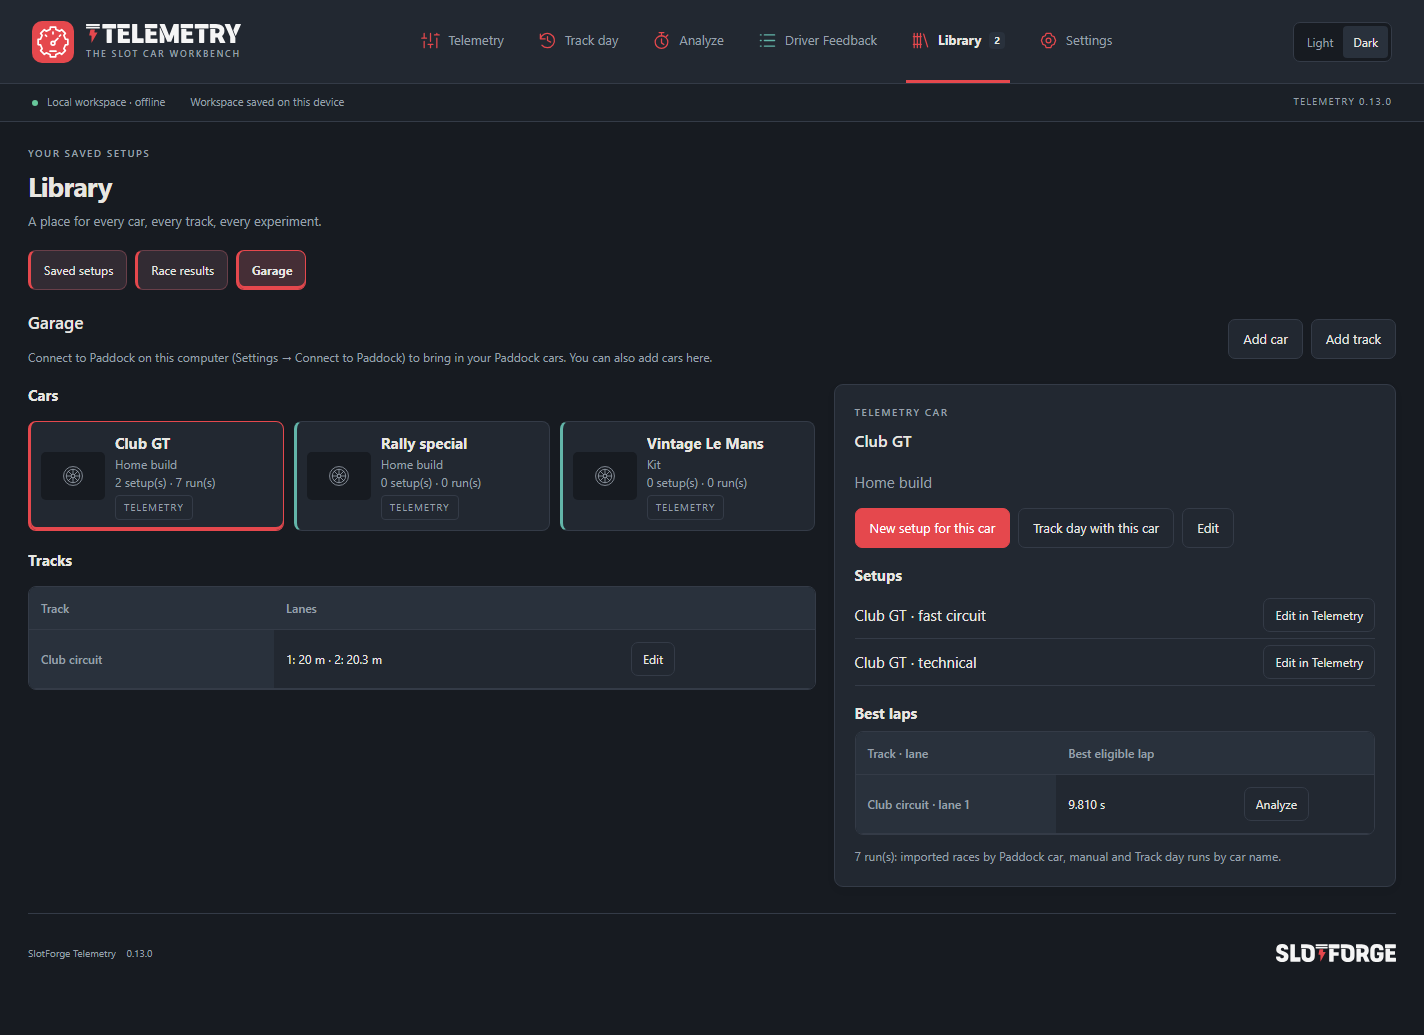 TELEMETRY
THE SLOT CAR WORKBENCH
Telemetry
Track day
Analyze
Driver Feedback
Library 2
Settings
Light
Dark
Local workspace · offline
Workspace saved on this device
TELEMETRY 0.13.0
YOUR SAVED SETUPS
Library
A place for every car, every track, every experiment.
Saved setups
Race results
Garage
Garage
Connect to Paddock on this computer (Settings → Connect to Paddock) to bring in your Paddock cars. You can also add cars here.
Add car
Add track
Cars
Club GT
Home build
2 setup(s) · 7 run(s)
TELEMETRY
Rally special
Home build
0 setup(s) · 0 run(s)
TELEMETRY
Vintage Le Mans
Kit
0 setup(s) · 0 run(s)
TELEMETRY
Tracks
Track Lanes
Club circuit 1: 20 m · 2: 20.3 m Edit
TELEMETRY CAR
Club GT
Home build
New setup for this car
Track day with this car
Edit
Setups
Club GT · fast circuit Edit in Telemetry
Club GT · technical Edit in Telemetry
Best laps
Track · lane Best eligible lap
Club circuit · lane 1 9.810 s Analyze
7 run(s): imported races by Paddock car, manual and Track day runs by car name.
SlotForge Telemetry 0.13.0
SLOTFORGE